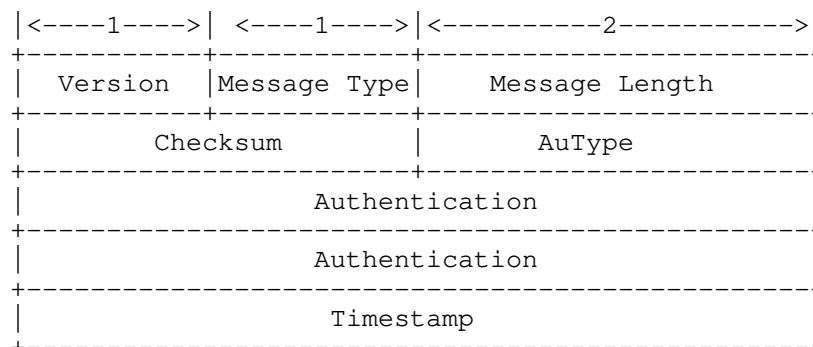 |<----1---->| <----1---->|<----------2----------->
Version |Message Type| Message Length
Checksum | AuType
Authentication
Authentication
Timestamp